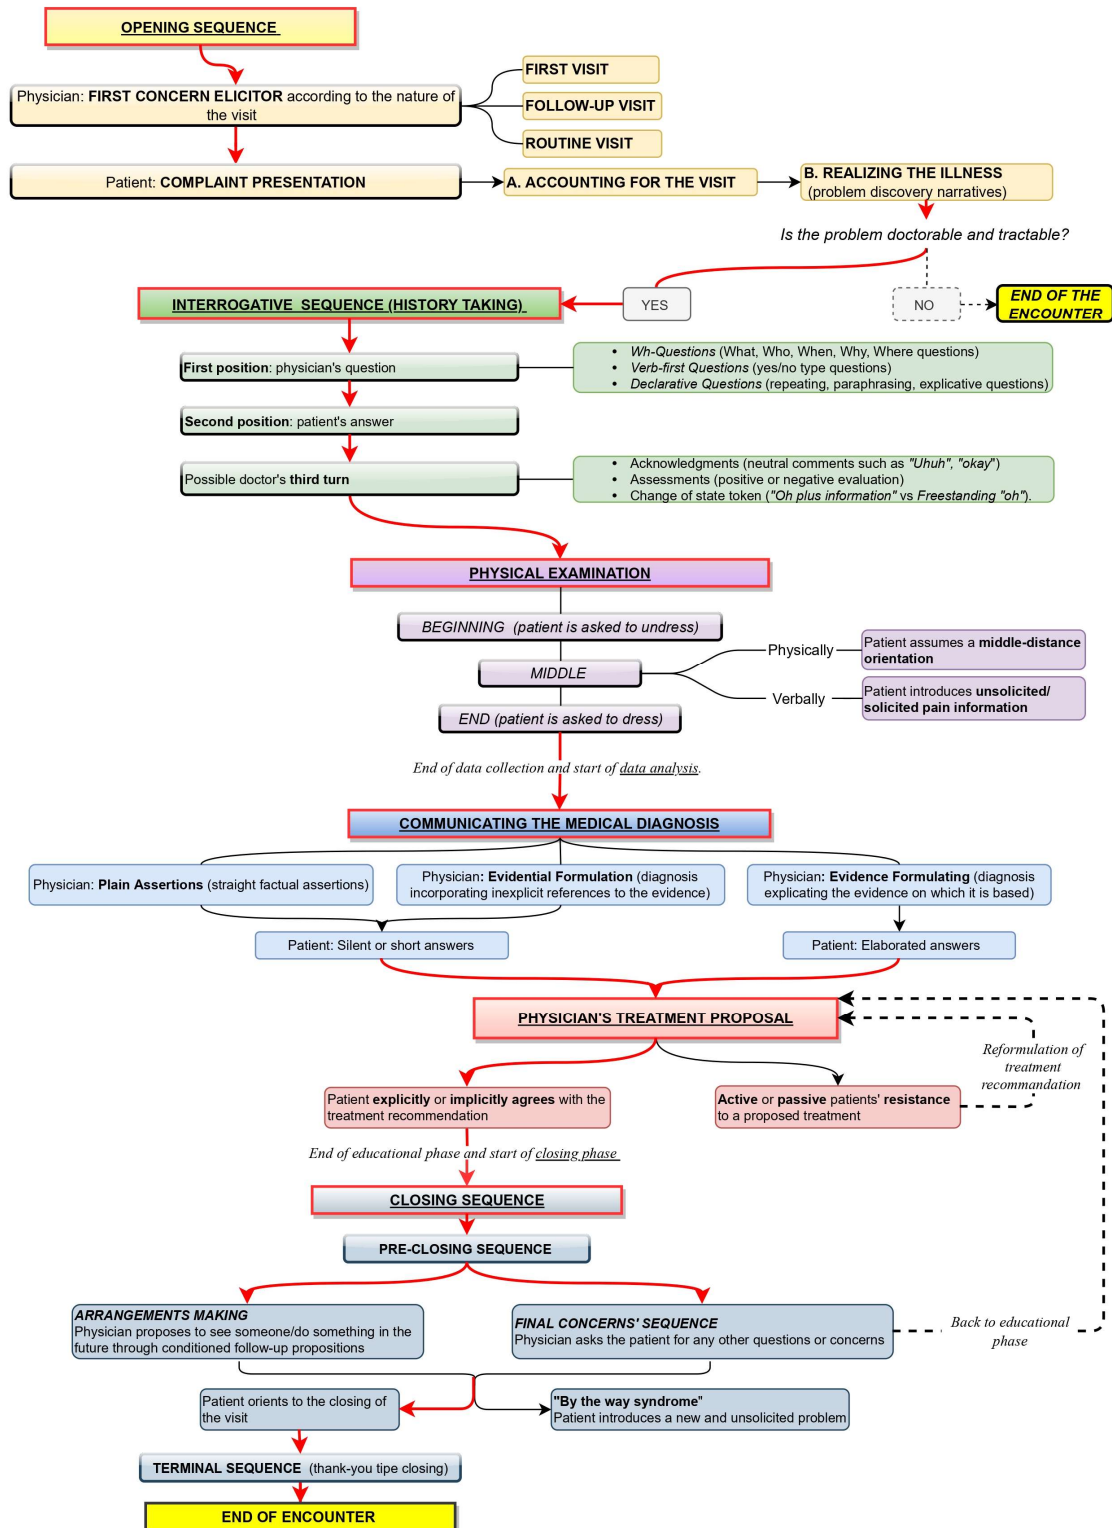 OPENING SEQUENCE
Physician: FIRST CONCERN ELICITOR according to the nature of
the visit
FIRST VISIT
FOLLOW-UP VISIT
ROUTINE VISIT
Patient: COMPLAINT PRESENTATION
A. ACCOUNTING FOR THE VISIT
B. REALIZING THE ILLNESS
(problem discovery narratives)
Is the problem doctorable and tractable?
YES
NO
END OF THE
ENCOUNTER
INTERROGATIVE SEQUENCE (HISTORY TAKING)
First position: physician's question
• Wh-Questions (What, Who, When, Why, Where questions)
• Verb-first Questions (yes/no type questions)
• Declarative Questions (repeating, paraphrasing, explicative questions)
Second position: patient's answer
Possible doctor's third turn
• Acknowledgments (neutral comments such as "Uhuh", "okay")
• Assessments (positive or negative evaluation)
• Change of state token ("Oh plus information" vs Freestanding "oh").
PHYSICAL EXAMINATION
BEGINNING (patient is asked to undress)
MIDDLE
Physically
Patient assumes a middle-distance
orientation
Verbally
Patient introduces unsolicited/
solicited pain information
END (patient is asked to dress)
End of data collection and start of data analysis.
COMMUNICATING THE MEDICAL DIAGNOSIS
Physician: Plain Assertions (straight factual assertions)
Physician: Evidential Formulation (diagnosis
incorporating inexplicit references to the evidence)
Physician: Evidence Formulating (diagnosis
explicating the evidence on which it is based)
Patient: Silent or short answers
Patient: Elaborated answers
PHYSICIAN'S TREATMENT PROPOSAL
Reformulation of
treatment
recommandation
Patient explicitly or implicitly agrees with the
treatment recommendation
Active or passive patients' resistance
to a proposed treatment
End of educational phase and start of closing phase
CLOSING SEQUENCE
PRE-CLOSING SEQUENCE
ARRANGEMENTS MAKING
Physician proposes to see someone/do something in the
future through conditioned follow-up propositions
FINAL CONCERNS' SEQUENCE
Physician asks the patient for any other questions or concerns
Back to educational
phase
Patient orients to the closing of
the visit
"By the way syndrome"
Patient introduces a new and unsolicited problem
TERMINAL SEQUENCE (thank-you tipe closing)
END OF ENCOUNTER